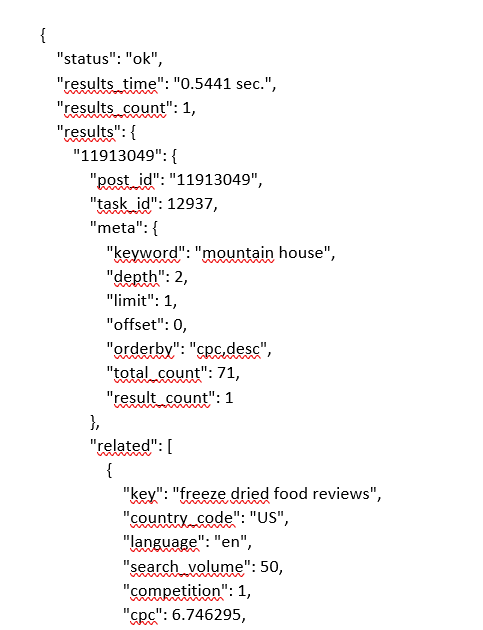 {
"status": "ok",
"results_time": "0.5441 sec.",
"results_count": 1,
"results": {
"11913049": {
"post_id": "11913049",
"task_id": 12937,
"meta": {
"keyword": "mountain house",
"depth": 2,
"limit": 1,
"offset": 0,
"orderby": "cpc,desc",
"total_count": 71,
"result_count": 1
},
"related": [
{
"key": "freeze dried food reviews",
"country_code": "US",
"language": "en",
"search_volume": 50,
"competition": 1,
"cpc": 6.746295,